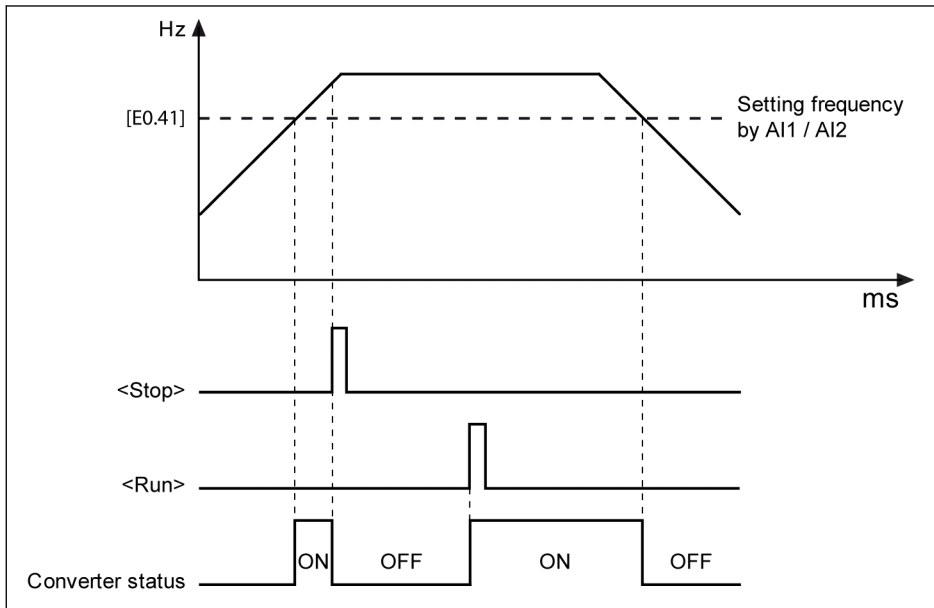 Hz
[E0.41]
Setting frequency
by AI1 / AI2
ms
<Stop>
<Run>
ON OFF ON OFF
Converter status